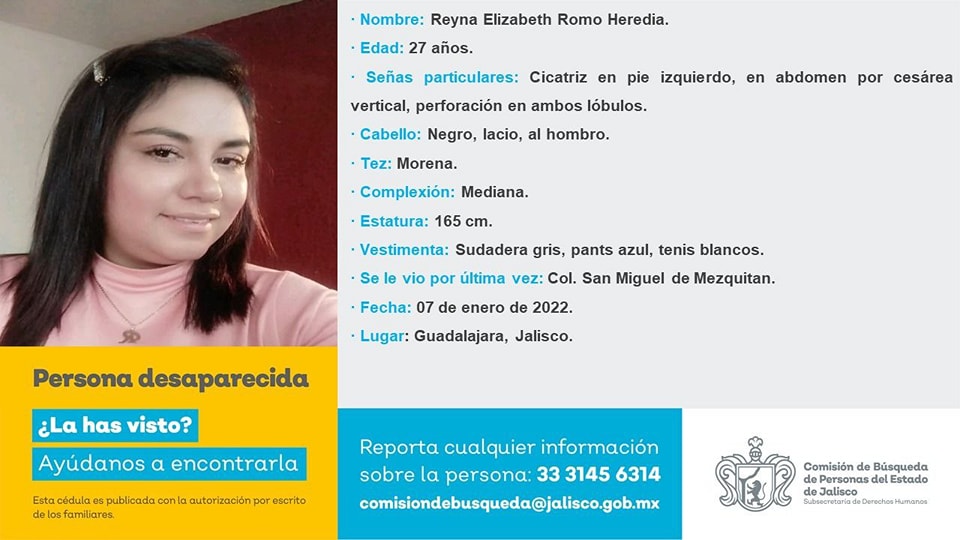 · Nombre: Reyna Elizabeth Romo Heredia.
· Edad: 27 años.
· Señas particulares: Cicatriz en pie izquierdo, en abdomen por cesárea
vertical, perforación en ambos lóbulos.
· Cabello: Negro, lacio, al hombro.
· Tez: Morena.
· Complexión: Mediana.
· Estatura: 165 cm.
· Vestimenta: Sudadera gris, pants azul, tenis blancos.
· Se le vio por última vez: Col. San Miguel de Mezquitan.
· Fecha: 07 de enero de 2022.
· Lugar: Guadalajara, Jalisco.
Persona desaparecida
¿La has visto?
Ayúdanos a encontrarla
Esta cédula es publicada con la autorización por escrito
de los familiares.
Reporta cualquier información
sobre la persona: 33 3145 6314
comisiondebusqueda@jalisco.gob.mx
Comisión de Búsqueda
de Personas del Estado
de Jalisco
Subsecretaría de Derechos Humanos